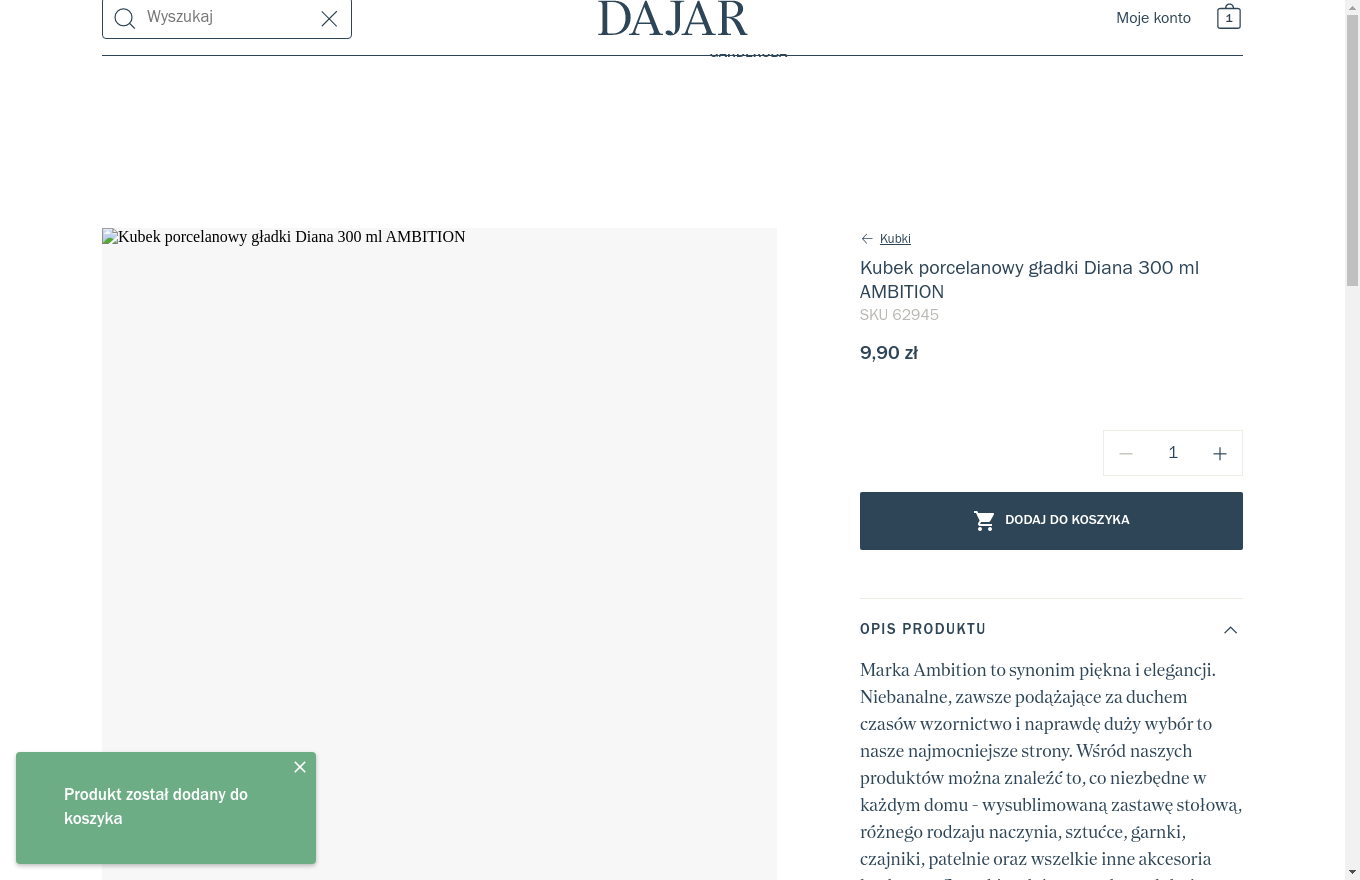 Wyszukaj
DAJAR
Moje konto
1
GARDEROBA
Kubek porcelanowy gładki Diana 300 ml AMBITION
Kubki
Kubek porcelanowy gładki Diana 300 ml
AMBITION
SKU 62945
9,90 zł
1
DODAJ DO KOSZYKA
OPIS PRODUKTU
Marka Ambition to synonim piękna i elegancji.
Niebanalne, zawsze podążające za duchem
czasów wzornictwo i naprawdę duży wybór to
nasze najmocniejsze strony. Wśród naszych
produktów można znaleźć to, co niezbędne w
każdym domu - wysublimowaną zastawę stołową,
różnego rodzaju naczynia, sztućce, garnki,
czajniki, patelnie oraz wszelkie inne akcesoria
Produkt został dodany do
koszyka